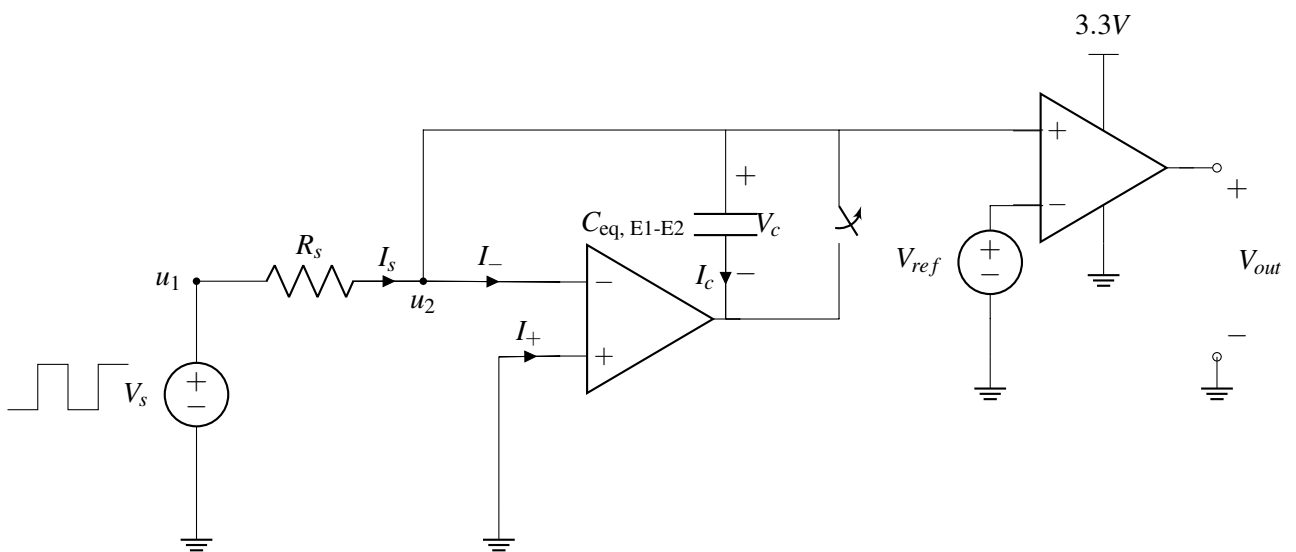 3.3V
+
+
C_eq, E1-E2
V_c
−
+
R_s
I_s
I_−
−
I_c
−
V_ref
+
−
V_out
u_1
u_2
I_+
+
−
V_s
+
−